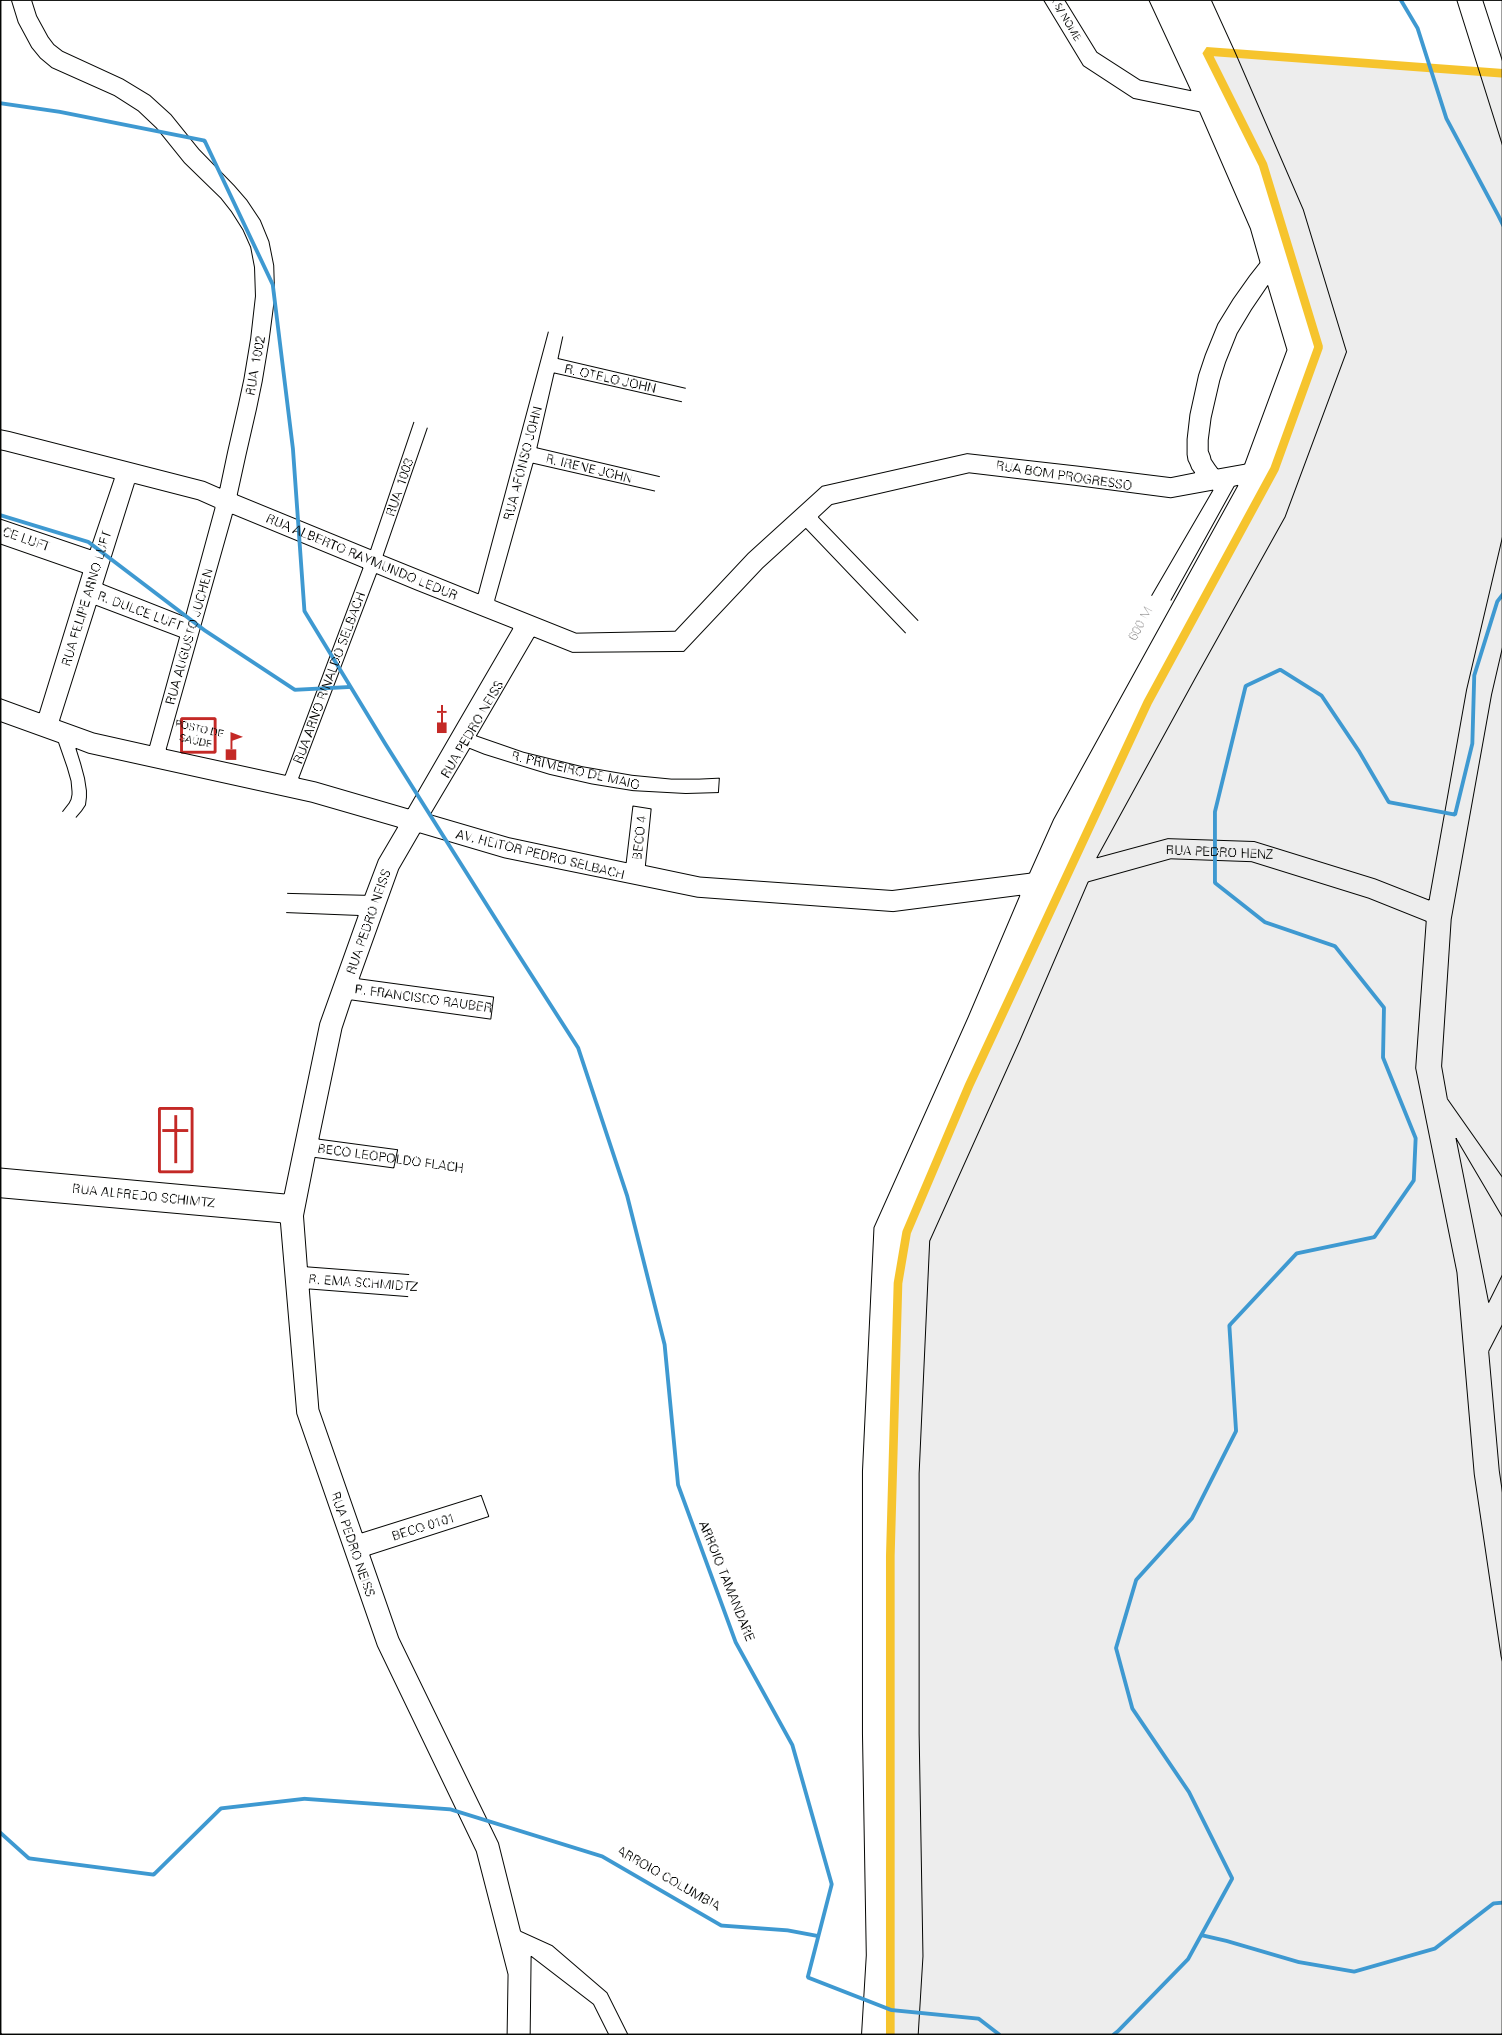 S/ NOME
RUA 1002
R. OTELO JOHN
RUA AFONSO JOHN
R. IRENE JOHN
RUA 1003
RUA BOM PROGRESSO
RUA ALBERTO RAYMUNDO LEDUR
CE LUFT
RUA FELIPE ARNO LUFT
R. DULCE LUFT
RUA AUGUSTO JUCHEN
RUA ARNO RINALDO SELBACH
600 M
POSTO DE
SAÚDE
RUA PEDRO NEISS
R. PRIMEIRO DE MAIO
AV. HEITOR PEDRO SELBACH
BECO 4
RUA PEDRO HENZ
RUA PEDRO NEISS
R. FRANCISCO RAUBER
BECO LEOPOLDO FLACH
RUA ALFREDO SCHIMTZ
R. EMA SCHMIDTZ
RUA PEDRO NEISS
BECO 0101
ARROIO TAMANDARE
ARROIO COLUMBIA